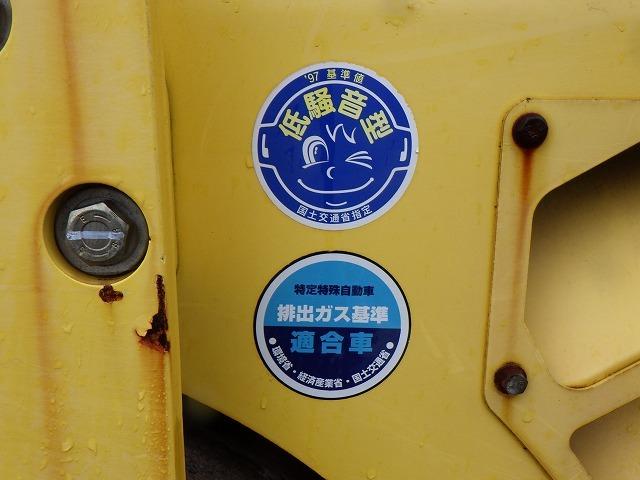 '97 基準値
低騒音型
国土交通省指定
特定特殊自動車
排出ガス基準
適合車
●環境省・経済産業省・国土交通省●